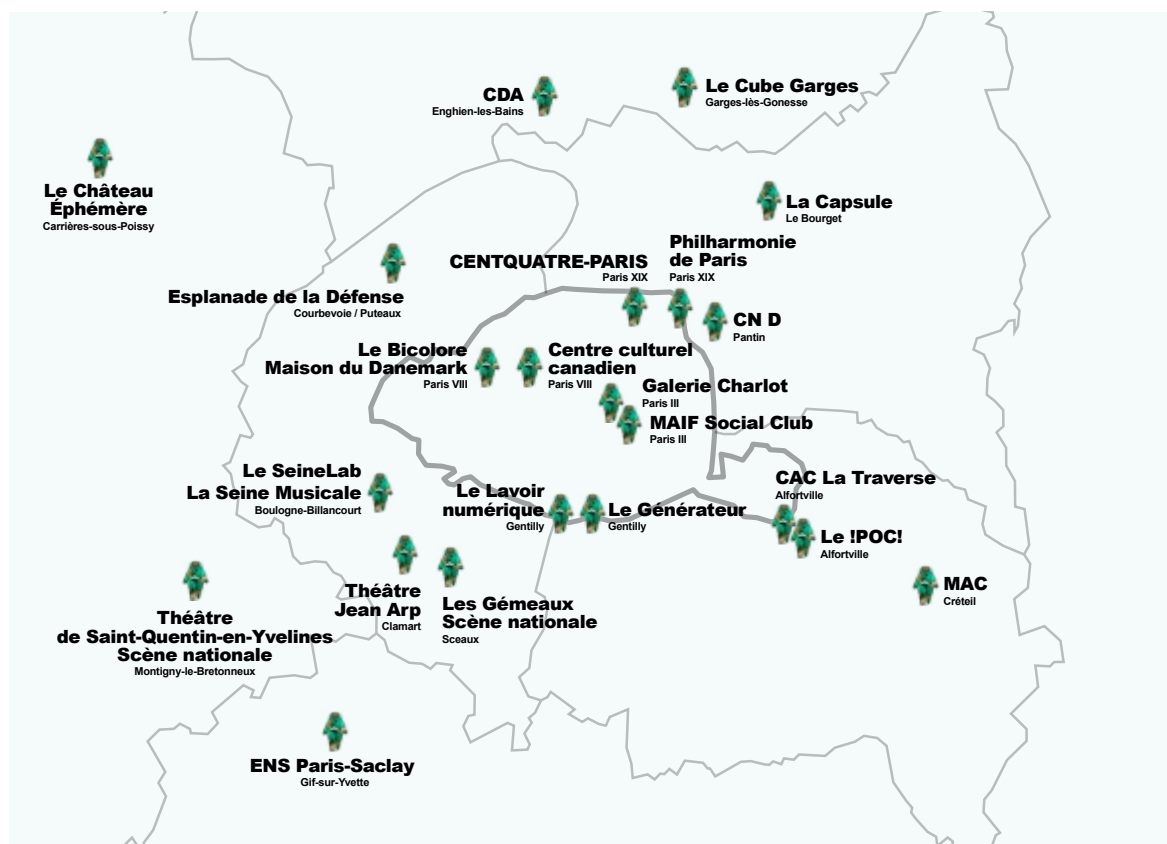 CDA
Enghien-les-Bains
Le Cube Garges
Garges-lès-Gonesse
Le Château
Éphémère
Carrières-sous-Poissy
La Capsule
Le Bourget
CENTQUATRE-PARIS
Paris XIX
Philharmonie
de Paris
Paris XIX
Esplanade de la Défense
Courbevoie / Puteaux
CN D
Pantin
Le Bicolore
Maison du Danemark
Paris VIII
Centre culturel
canadien
Paris VIII
Galerie Charlot
Paris III
MAIF Social Club
Paris III
Le SeineLab
La Seine Musicale
Boulogne-Billancourt
Le Lavoir
numérique
Gentilly
Le Générateur
Gentilly
CAC La Traverse
Alfortville
Le !POC!
Alfortville
MAC
Créteil
Théâtre
Jean Arp
Clamart
Les Gémeaux
Scène nationale
Sceaux
Théâtre
de Saint-Quentin-en-Yvelines
Scène nationale
Montigny-le-Bretonneux
ENS Paris-Saclay
Gif-sur-Yvette